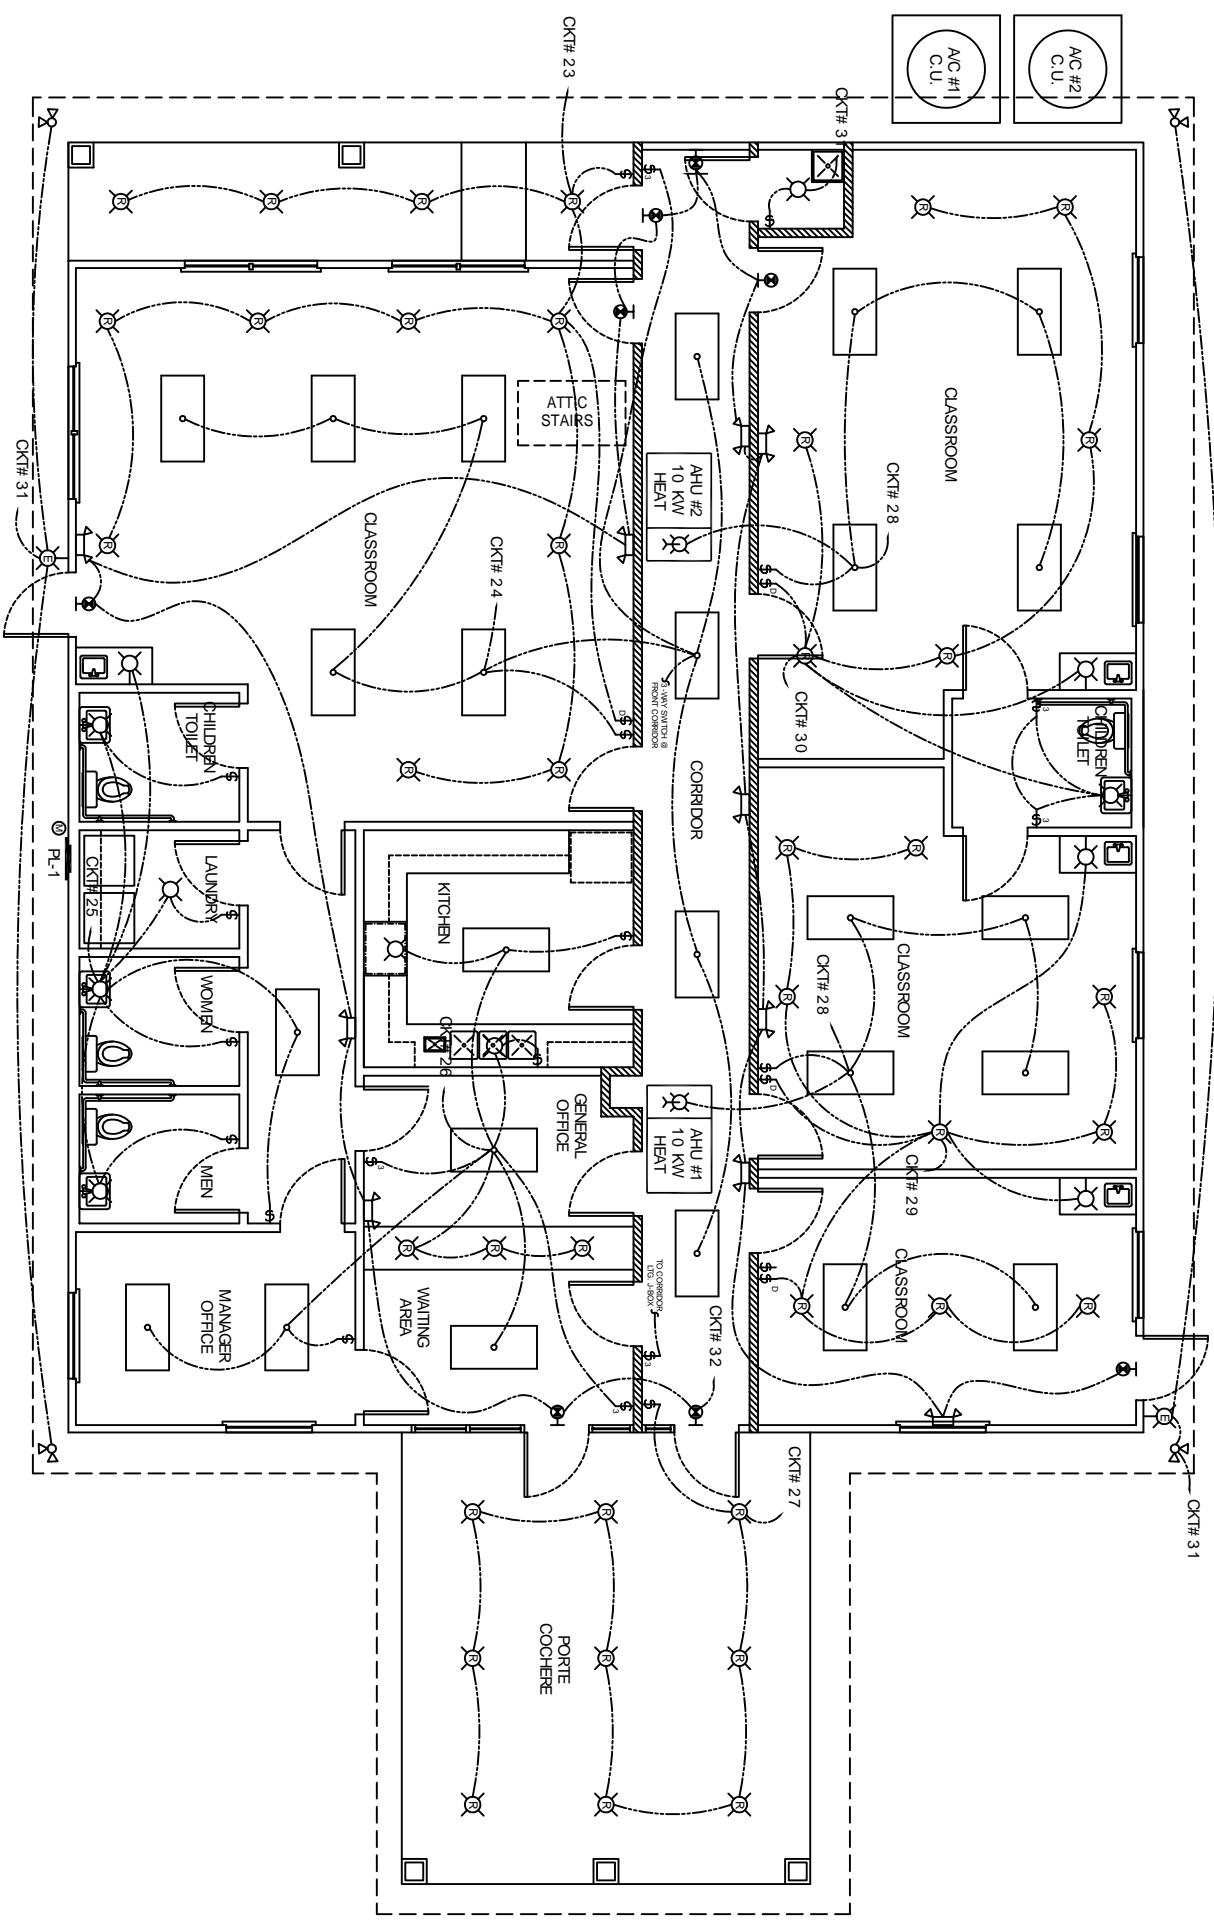 CKT# 23
A/C #1
C.U.
A/C #2
C.U.
CKT# 3
ATTIC
STAIRS
AHU #2
10 KW
HEAT
CLASSROOM
CKT# 28
CKT# 31
CLASSROOM
CKT# 24
3-WAY SWITCH @
FRONT CORRIDOR
CKT# 30
CHILDREN
TOILET
CHILDREN
TOILET
CORRIDOR
M
PL-1
CKT# 25
LAUNDRY
KITCHEN
CLASSROOM
CKT# 28
WOMEN
CKT# 26
GENERAL
OFFICE
AHU #1
10 KW
HEAT
MEN
CKT# 29
MANAGER
OFFICE
WAITING
AREA
TO CORRIDOR
LTG. J-BOX
CKT# 32
CLASSROOM
CKT# 27
CKT# 31
PORTE
COCHERE